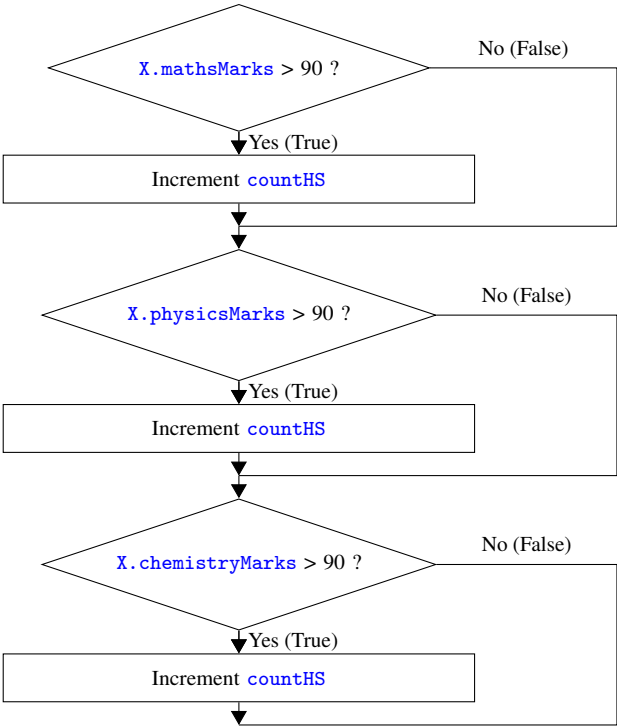 X.mathsMarks > 90 ?
No (False)
Yes (True)
Increment countHS
X.physicsMarks > 90 ?
No (False)
Yes (True)
Increment countHS
X.chemistryMarks > 90 ?
No (False)
Yes (True)
Increment countHS